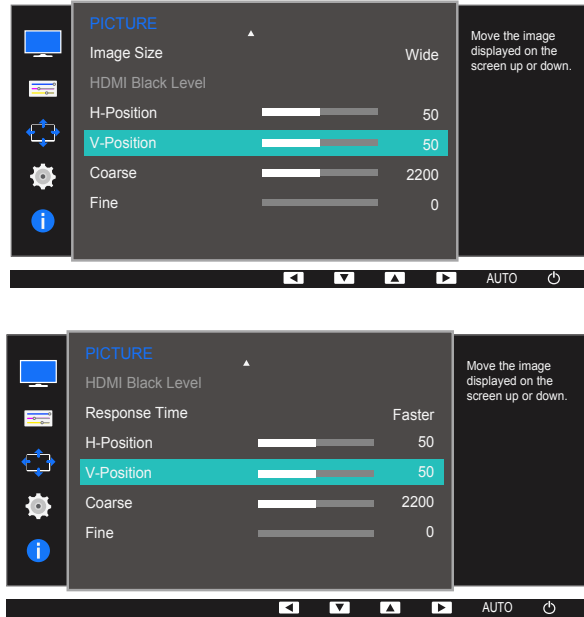 PICTURE
Image Size Wide
HDMI Black Level
H-Position 50
V-Position 50
Coarse 2200
Fine 0
Move the image
displayed on the
screen up or down.
AUTO
PICTURE
HDMI Black Level
Response Time Faster
H-Position 50
V-Position 50
Coarse 2200
Fine 0
Move the image
displayed on the
screen up or down.
AUTO